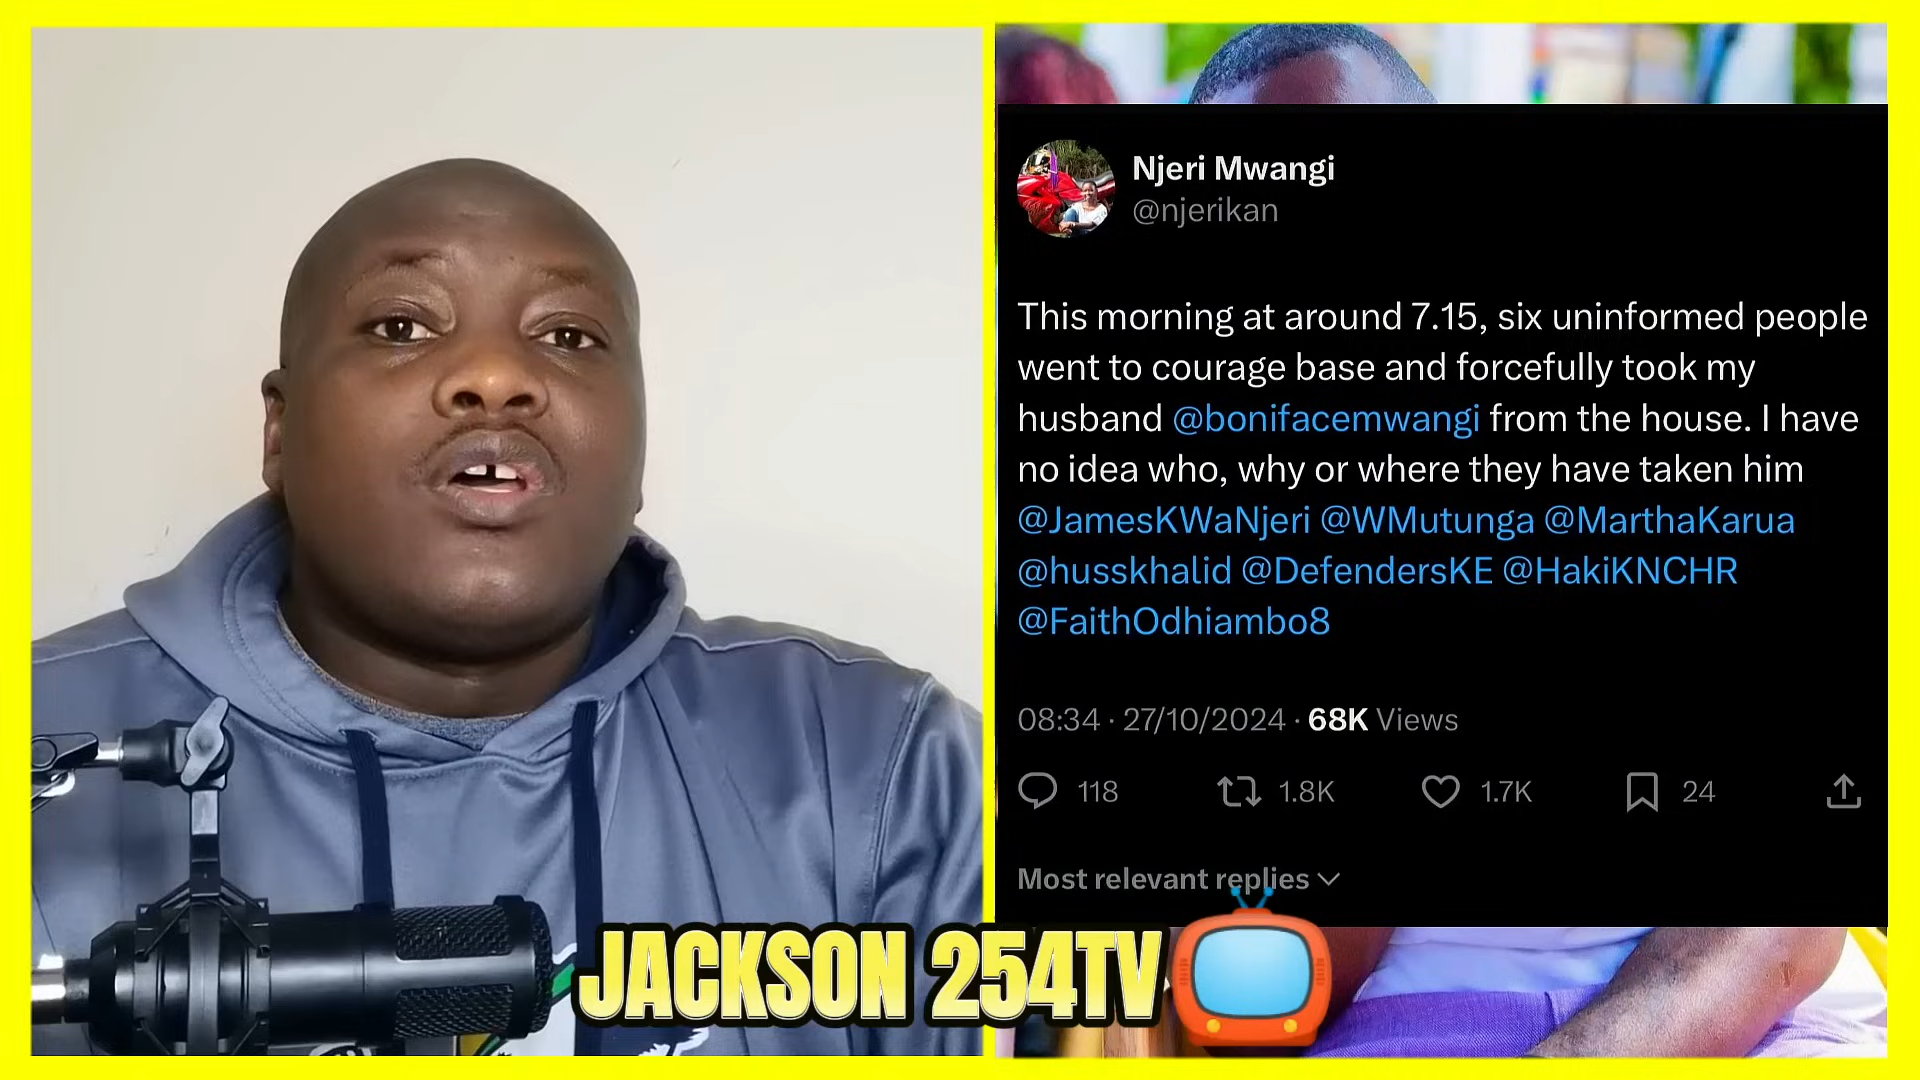 Njeri Mwangi
@njerikan
This morning at around 7.15, six uninformed people
went to courage base and forcefully took my
husband @bonifacemwangi from the house. I have
no idea who, why or where they have taken him
@JamesKWaNjeri @WMutunga @MarthaKarua
@husskhalid @DefendersKE @HakiKNCHR
@FaithOdhiambo8
08:34 · 27/10/2024 · 68K Views
118 1.8K 1.7K 24
Most relevant replies
JACKSON 254TV